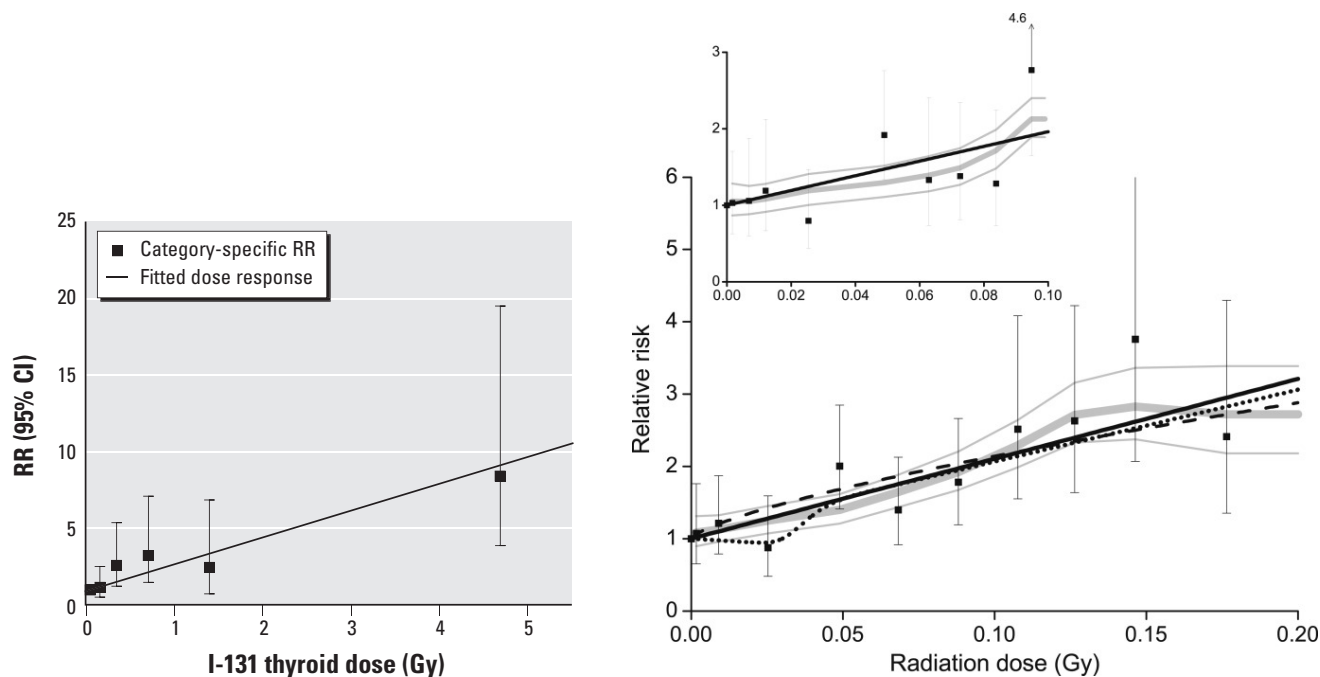 25
20
15
10
5
0
RR (95% CI)
Category-specific RR
Fitted dose response
0 1 2 3 4 5
I-131 thyroid dose (Gy)
4.6
3
2
1
0
0.00 0.02 0.04 0.06 0.08 0.10
6
5
4
3
2
1
0
Relative risk
0.00 0.05 0.10 0.15 0.20
Radiation dose (Gy)